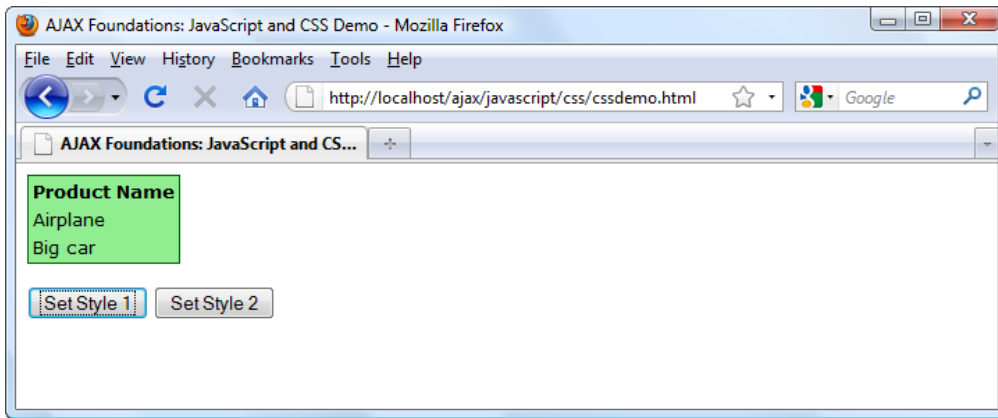 AJAX Foundations: JavaScript and CSS Demo - Mozilla Firefox
File Edit View History Bookmarks Tools Help
http://localhost/ajax/javascript/css/cssdemo.html Google
AJAX Foundations: JavaScript and CS...
Product Name
Airplane
Big car
Set Style 1 Set Style 2